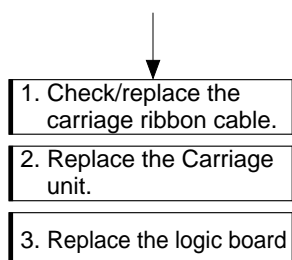 1. Check/replace the
carriage ribbon cable.
2. Replace the Carriage
unit.
3. Replace the logic board